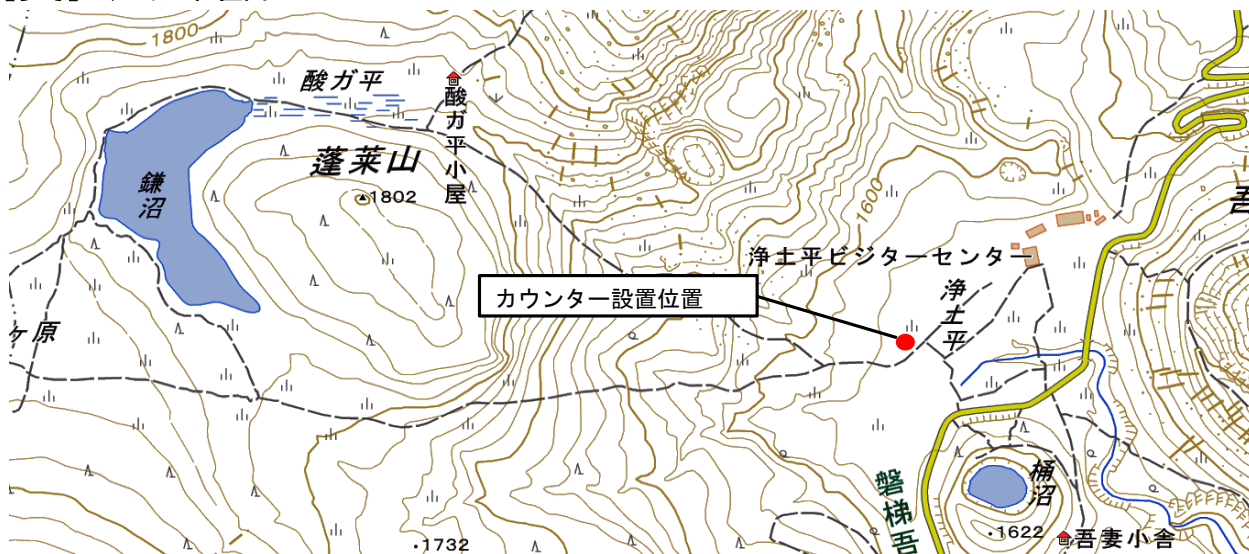 1800
酸ガ平
酸ガ平小屋
蓬莱山
1802
鎌沼
1600
吾
浄土平ビジターセンター
カウンター設置位置
浄土平
ヶ原
磐梯吾
桶沼
1622
吾妻小舎
1732